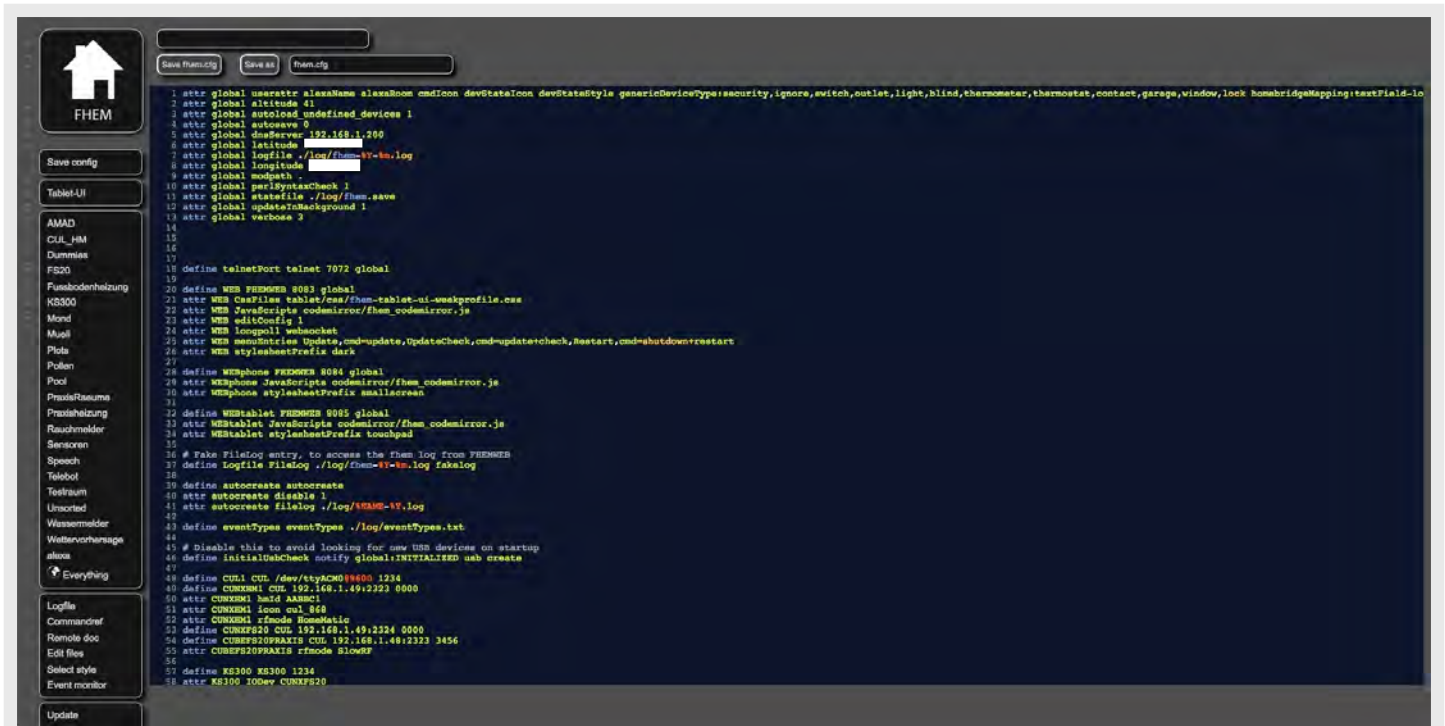 FHEM
Save config
Tablet-UI
AMAD
CUL_HM
Dummies
FS20
Fussbodenheizung
KS300
Mond
Muell
Plots
Pollen
Pool
PraxisRaeume
Praxisheizung
Rauchmelder
Sensoren
Speech
Telebot
Testraum
Unsorted
Wassermelder
Wettervorhersage
alexa
Everything
Logfile
Commandref
Remote doc
Edit files
Select style
Event monitor
Update
Save fhem.cfg Save as fhem.cfg
1 attr global userattr alexaName alexaRoom cmdIcon devStateIcon devStateStyle genericDeviceType:security,ignore,switch,outlet,light,blind,thermometer,thermostat,contact,garage,window,lock homebridgeMapping:textField-lo
2 attr global altitude 41
3 attr global autoload_undefined_devices 1
4 attr global autosave 0
5 attr global dnsServer 192.168.1.200
6 attr global latitude
7 attr global logfile ./log/fhem-%Y-%m.log
8 attr global longitude
9 attr global modpath .
10 attr global perlSyntaxCheck 1
11 attr global statefile ./log/fhem.save
12 attr global updateInBackground 1
13 attr global verbose 3
14
15
16
17
18 define telnetPort telnet 7072 global
19
20 define WEB FHEMWEB 8083 global
21 attr WEB CssFiles tablet/css/fhem-tablet-ui-weekprofile.css
22 attr WEB JavaScripts codemirror/fhem_codemirror.js
23 attr WEB editConfig 1
24 attr WEB longpoll websocket
25 attr WEB menuEntries Update,cmd=update,UpdateCheck,cmd=update+check,Restart,cmd=shutdown+restart
26 attr WEB stylesheetPrefix dark
27
28 define WEBphone FHEMWEB 8084 global
29 attr WEBphone JavaScripts codemirror/fhem_codemirror.js
30 attr WEBphone stylesheetPrefix smallscreen
31
32 define WEBtablet FHEMWEB 8085 global
33 attr WEBtablet JavaScripts codemirror/fhem_codemirror.js
34 attr WEBtablet stylesheetPrefix touchpad
35
36 # Fake FileLog entry, to access the fhem log from FHEMWEB
37 define Logfile FileLog ./log/fhem-%Y-%m.log fakelog
38
39 define autocreate autocreate
40 attr autocreate disable 1
41 attr autocreate filelog ./log/%NAME-%Y.log
42
43 define eventTypes eventTypes ./log/eventTypes.txt
44
45 # Disable this to avoid looking for new USB devices on startup
46 define initialUsbCheck notify global:INITIALIZED usb create
47
48 define CUL1 CUL /dev/ttyACM0@9600 1234
49 define CUNXHM1 CUL 192.168.1.49:2323 0000
50 attr CUNXHM1 hmId AABBC1
51 attr CUNXHM1 icon cul_868
52 attr CUNXHM1 rfmode HomeMatic
53 define CUNXFS20 CUL 192.168.1.49:2324 0000
54 define CUBEFS20PRAXIS CUL 192.168.1.48:2323 3456
55 attr CUBEFS20PRAXIS rfmode SlowRF
56
57 define KS300 KS300 1234
58 attr KS300 IODev CUNXFS20